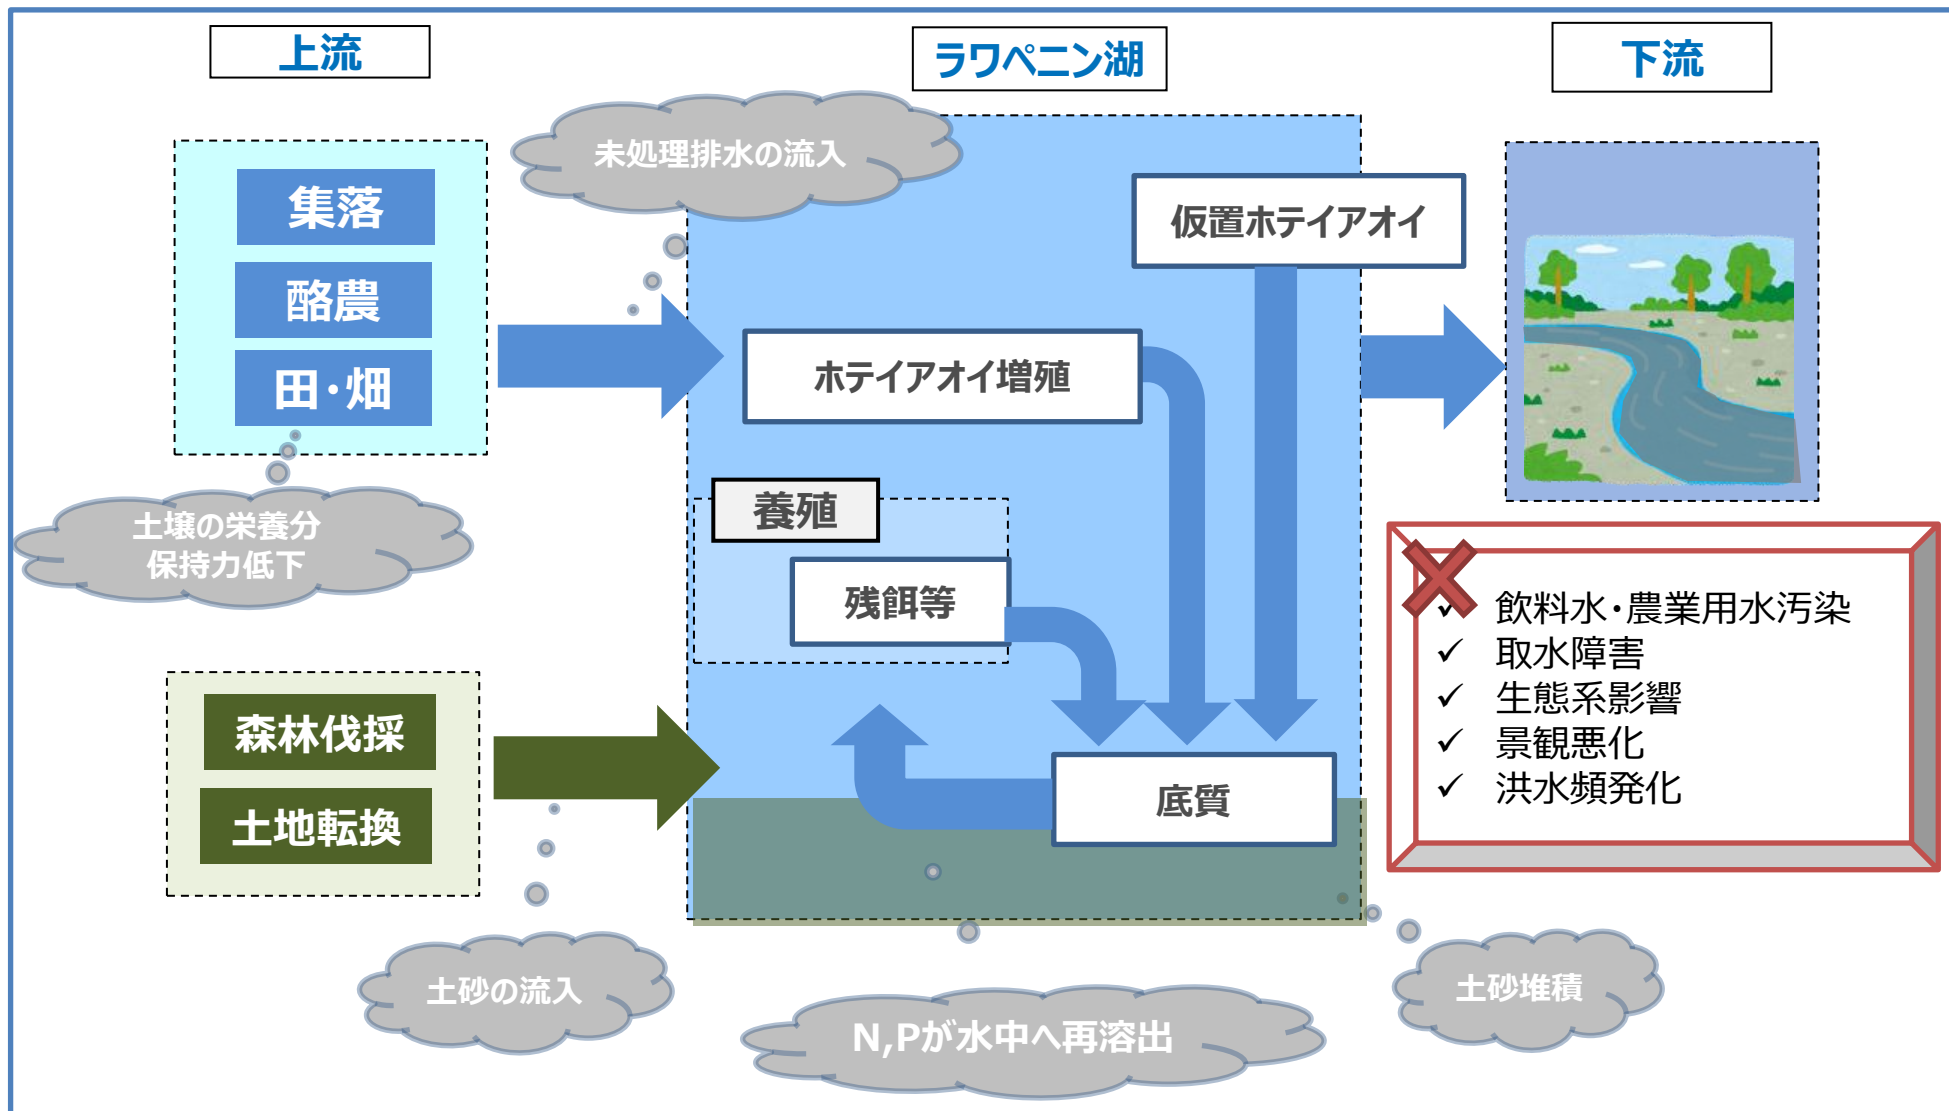 上流
ラワペニン湖
下流
未処理排水の流入
集落
酪農
田・畑
仮置ホテイアオイ
ホテイアオイ増殖
土壌の栄養分
保持力低下
養殖
残餌等
✓ 飲料水・農業用水汚染
✓ 取水障害
✓ 生態系影響
✓ 景観悪化
✓ 洪水頻発化
森林伐採
土地転換
底質
土砂の流入
N,Pが水中へ再溶出
土砂堆積